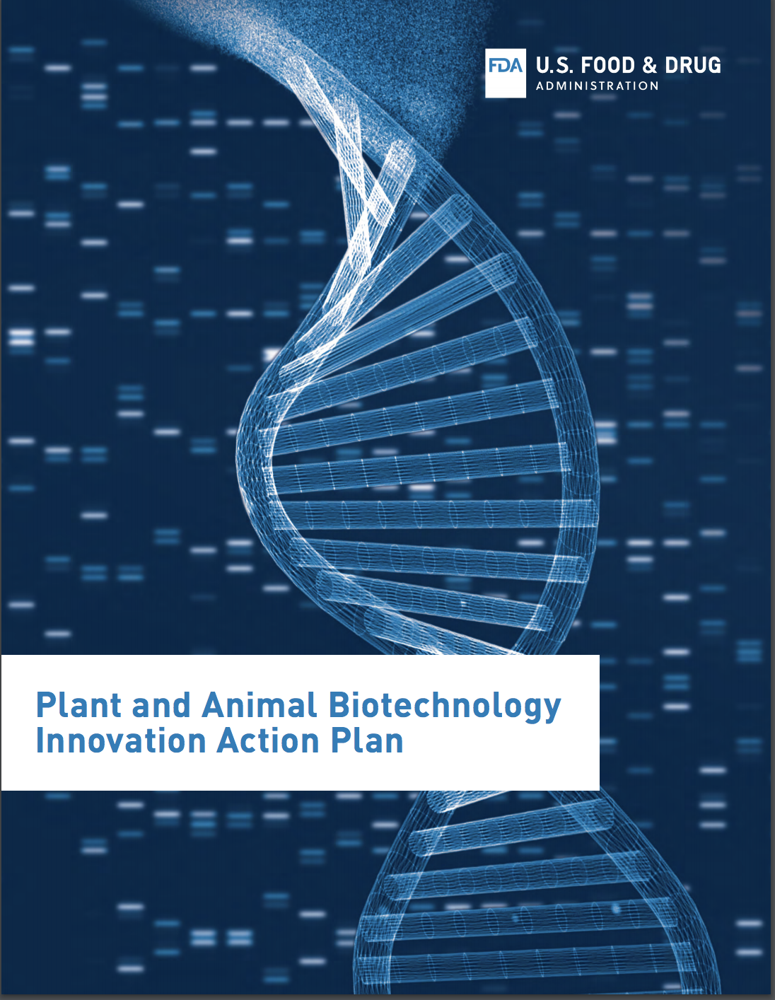 FDA
U.S. FOOD & DRUG
ADMINISTRATION
Plant and Animal Biotechnology
Innovation Action Plan